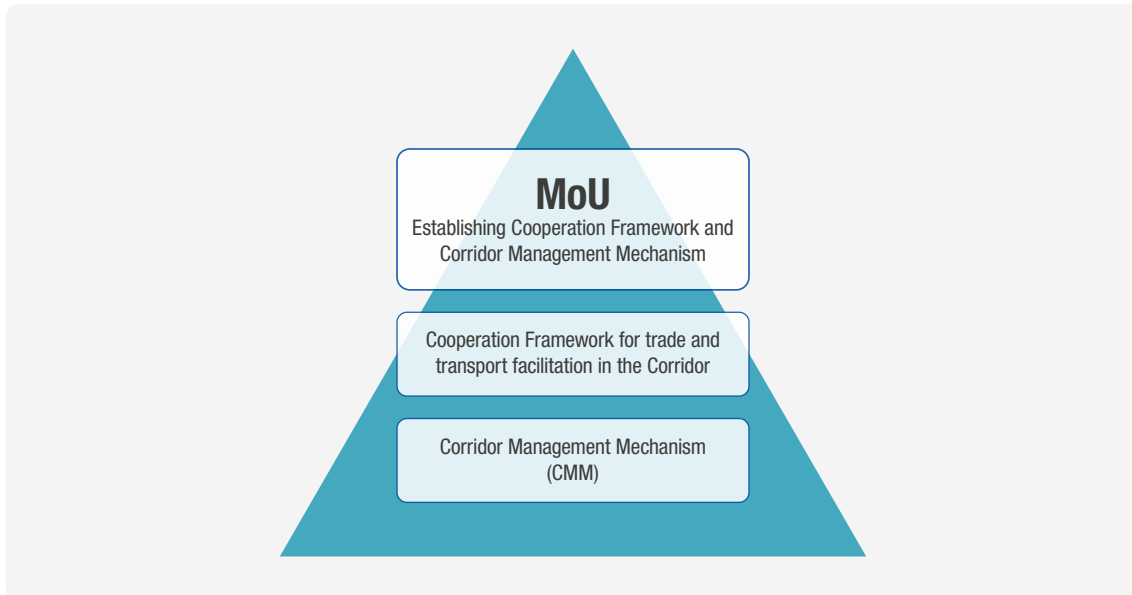 MoU
Establishing Cooperation Framework and
Corridor Management Mechanism
Cooperation Framework for trade and
transport facilitation in the Corridor
Corridor Management Mechanism
(CMM)